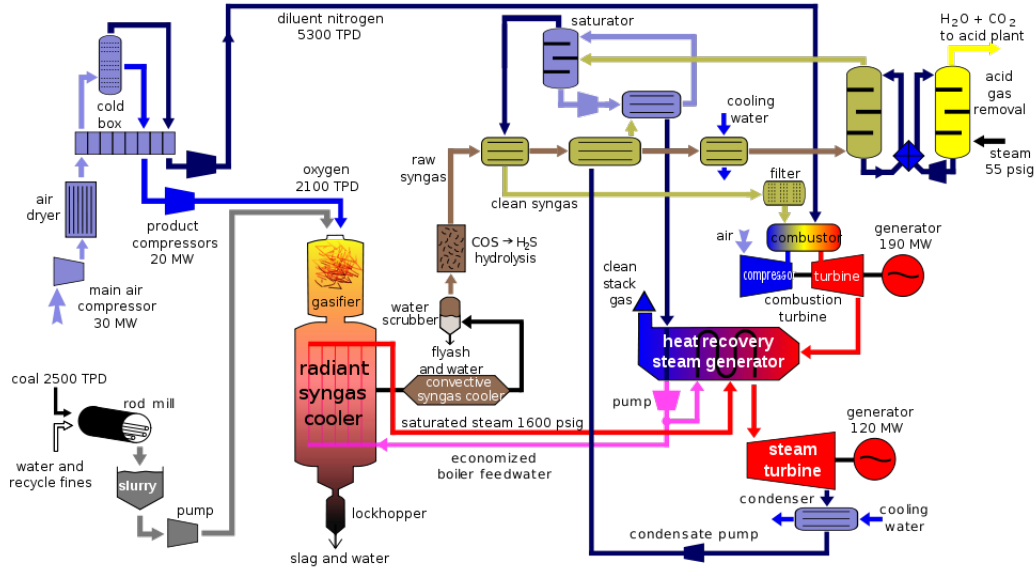 diluent nitrogen
5300 TPD
saturator
H₂O + CO₂
to acid plant
cold
box
cooling
water
acid
gas
removal
steam
55 psig
oxygen
2100 TPD
raw
syngas
clean syngas
filter
air
dryer
product
compressors
20 MW
main air
compressor
30 MW
COS → H₂S
hydrolysis
gasifier
water
scrubber
flyash
and water
convective
syngas cooler
radiant
syngas
cooler
air
combustor
compresso
turbine
combustion
turbine
generator
190 MW
clean
stack
gas
heat recovery
steam generator
pump
saturated steam 1600 psig
economized
boiler feedwater
coal 2500 TPD
rod mill
water and
recycle fines
slurry
pump
lockhopper
slag and water
generator
120 MW
steam
turbine
condenser
cooling
water
condensate pump